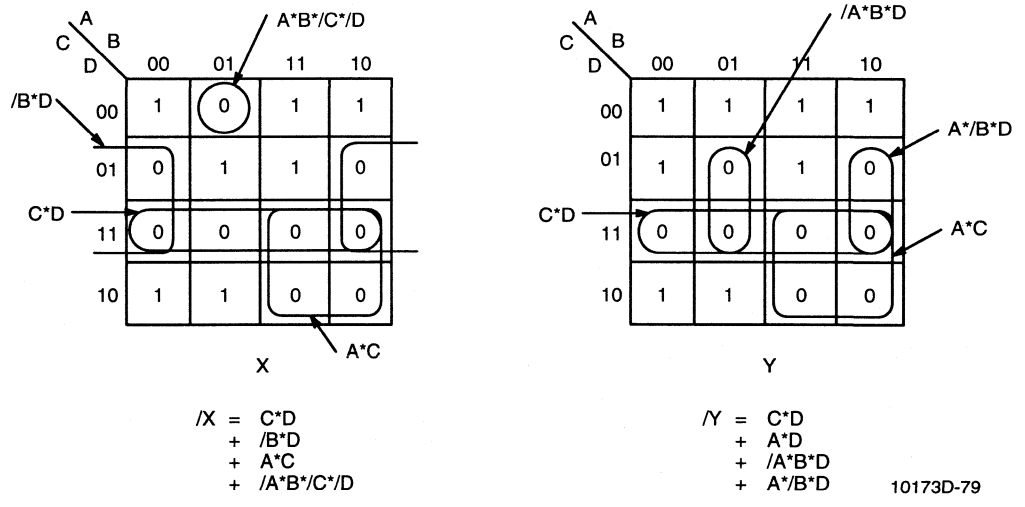 A
B
C
D
A*B*/C*/D
00 01 11 10
/B*D
00 1 0 1 1
01 0 1 1 0
C*D
11 0 0 0 0
10 1 1 0 0
A*C
X
/X = C*D
+ /B*D
+ A*C
+ /A*B*/C*/D
A
B
C
D
/A*B*D
00 01 11 10
00 1 1 1 1
A*/B*D
01 1 0 1 0
C*D
11 0 0 0 0
A*C
10 1 1 0 0
Y
/Y = C*D
+ A*D
+ /A*B*D
+ A*/B*D
10173D-79